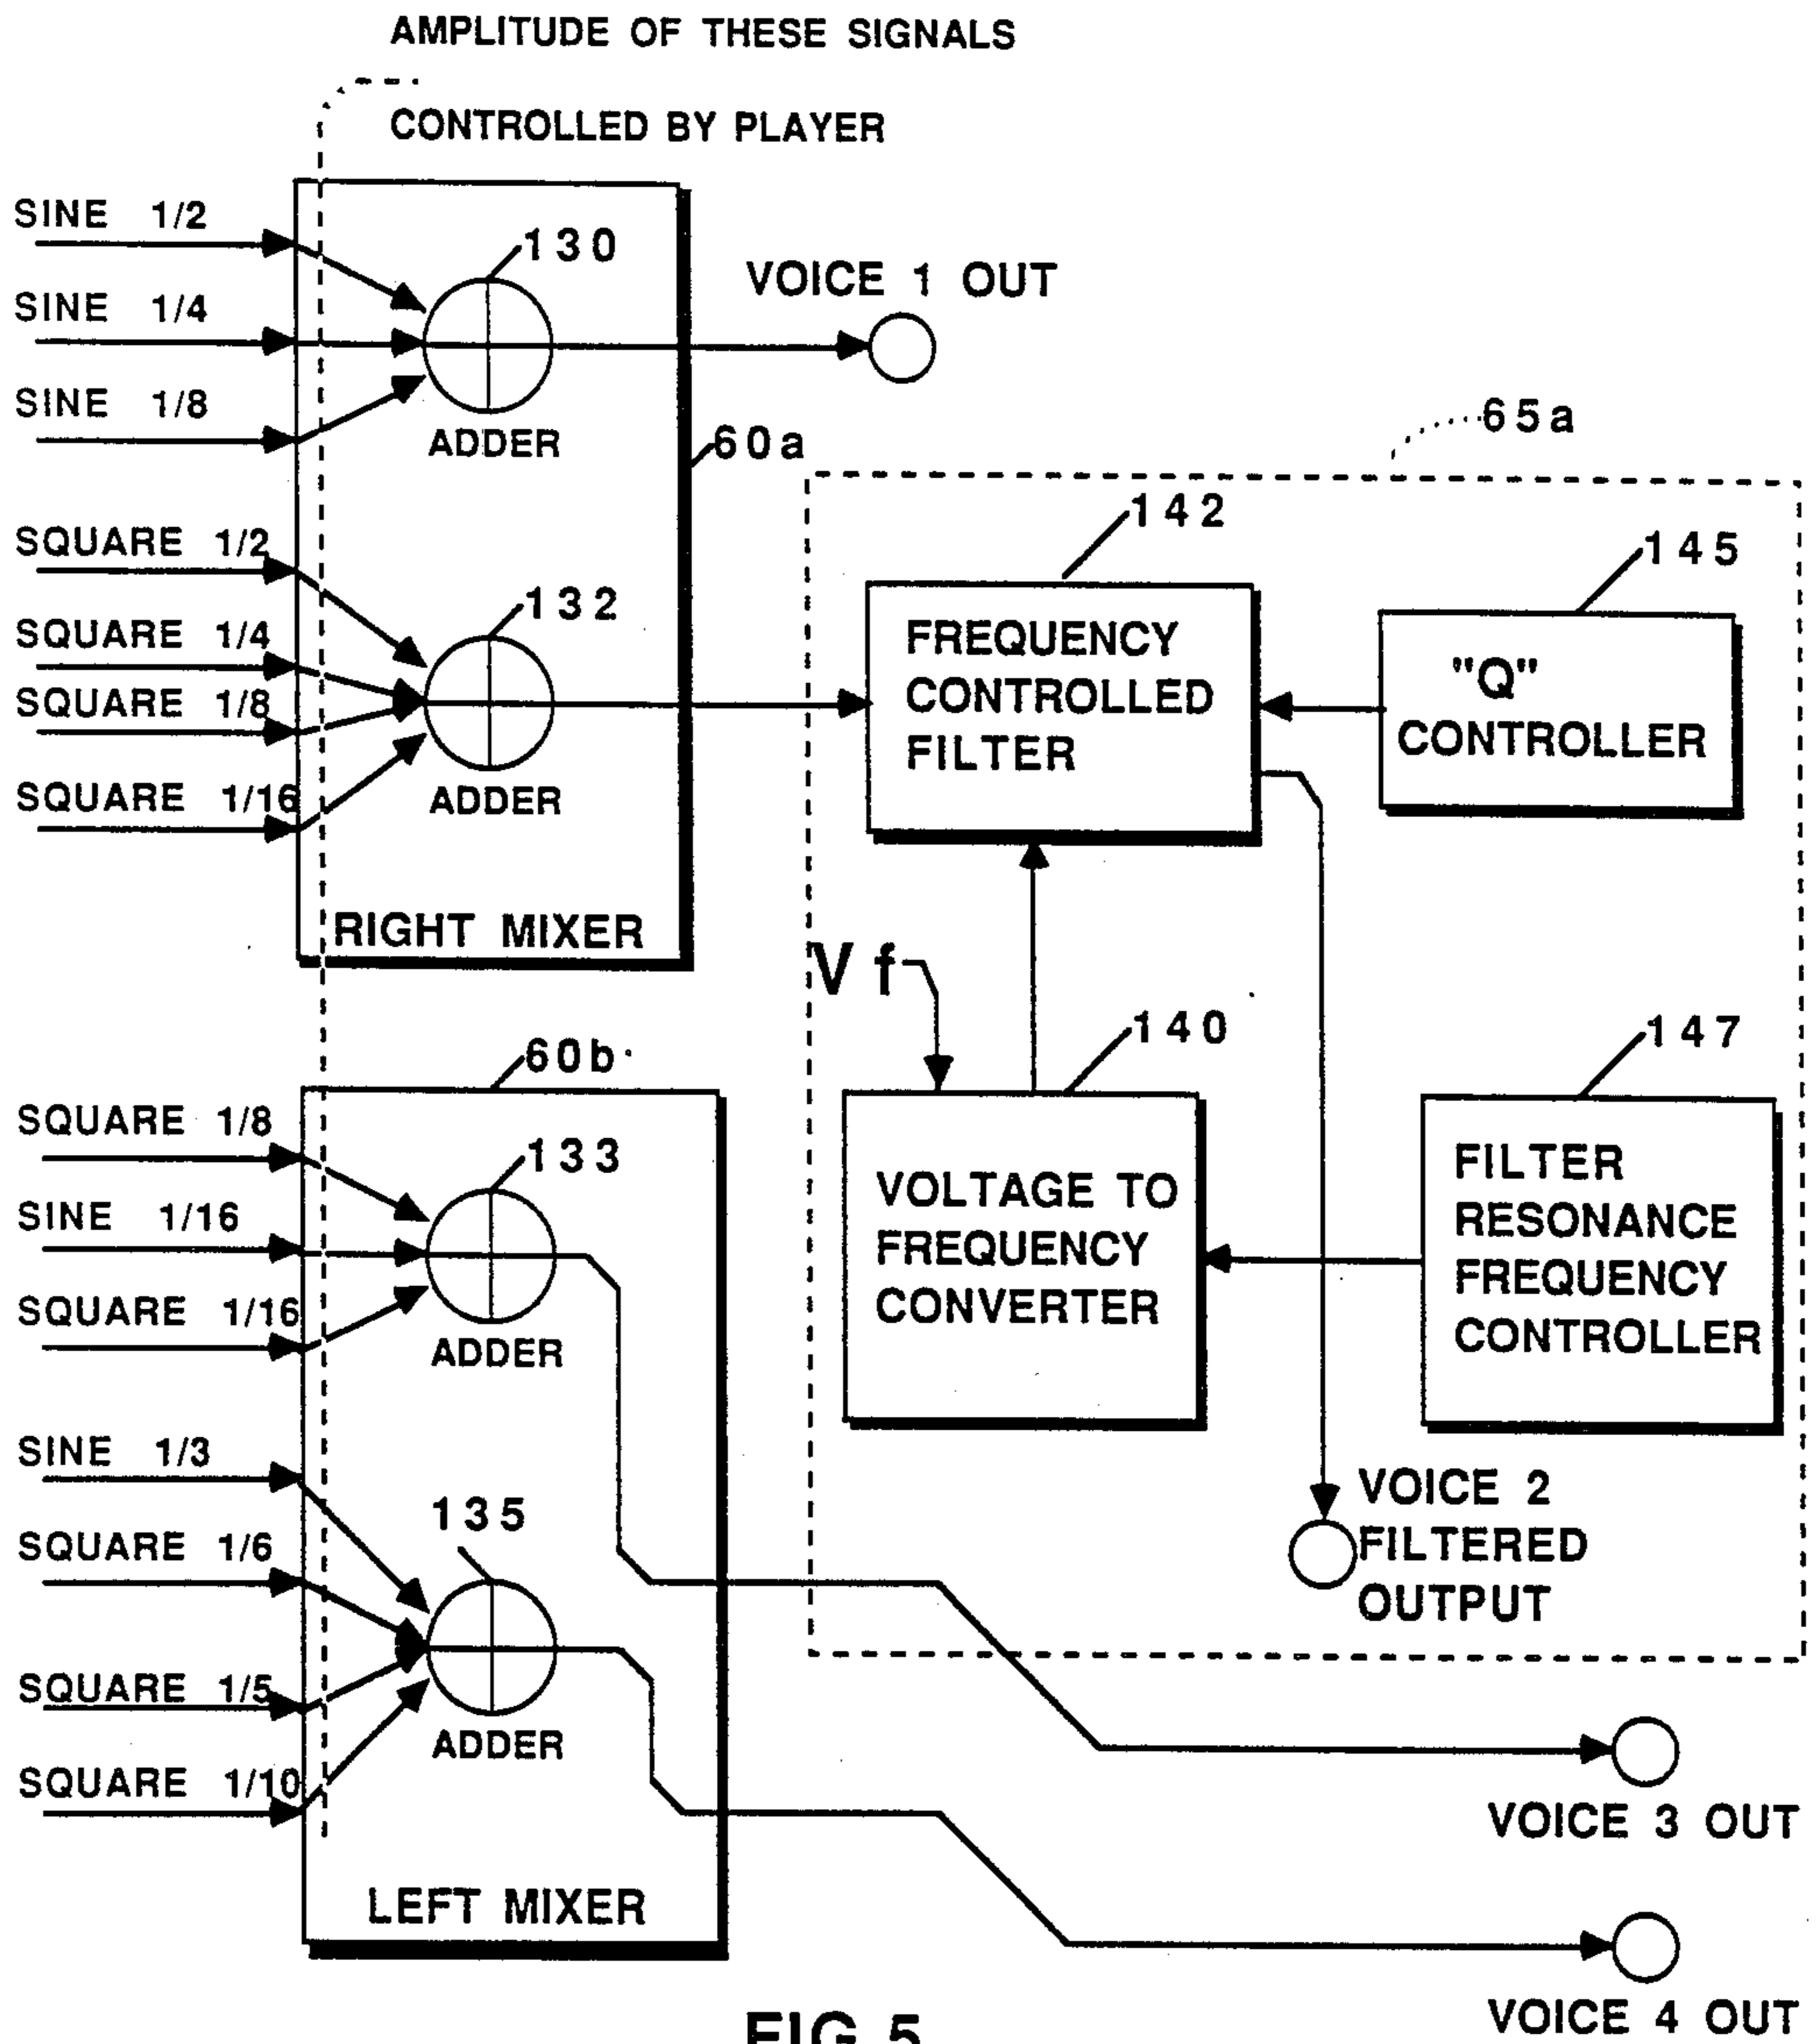 AMPLITUDE OF THESE SIGNALS
CONTROLLED BY PLAYER
SINE 1/2
SINE 1/4
SINE 1/8
130
ADDER
VOICE 1 OUT
60a
SQUARE 1/2
SQUARE 1/4
SQUARE 1/8
SQUARE 1/16
132
ADDER
RIGHT MIXER
65a
142
FREQUENCY
CONTROLLED
FILTER
145
"Q"
CONTROLLER
V f
140
VOLTAGE TO
FREQUENCY
CONVERTER
147
FILTER
RESONANCE
FREQUENCY
CONTROLLER
VOICE 2
FILTERED
OUTPUT
60b
SQUARE 1/8
SINE 1/16
SQUARE 1/16
133
ADDER
SINE 1/3
SQUARE 1/6
SQUARE 1/5
SQUARE 1/10
135
ADDER
LEFT MIXER
VOICE 3 OUT
VOICE 4 OUT
FIG 5